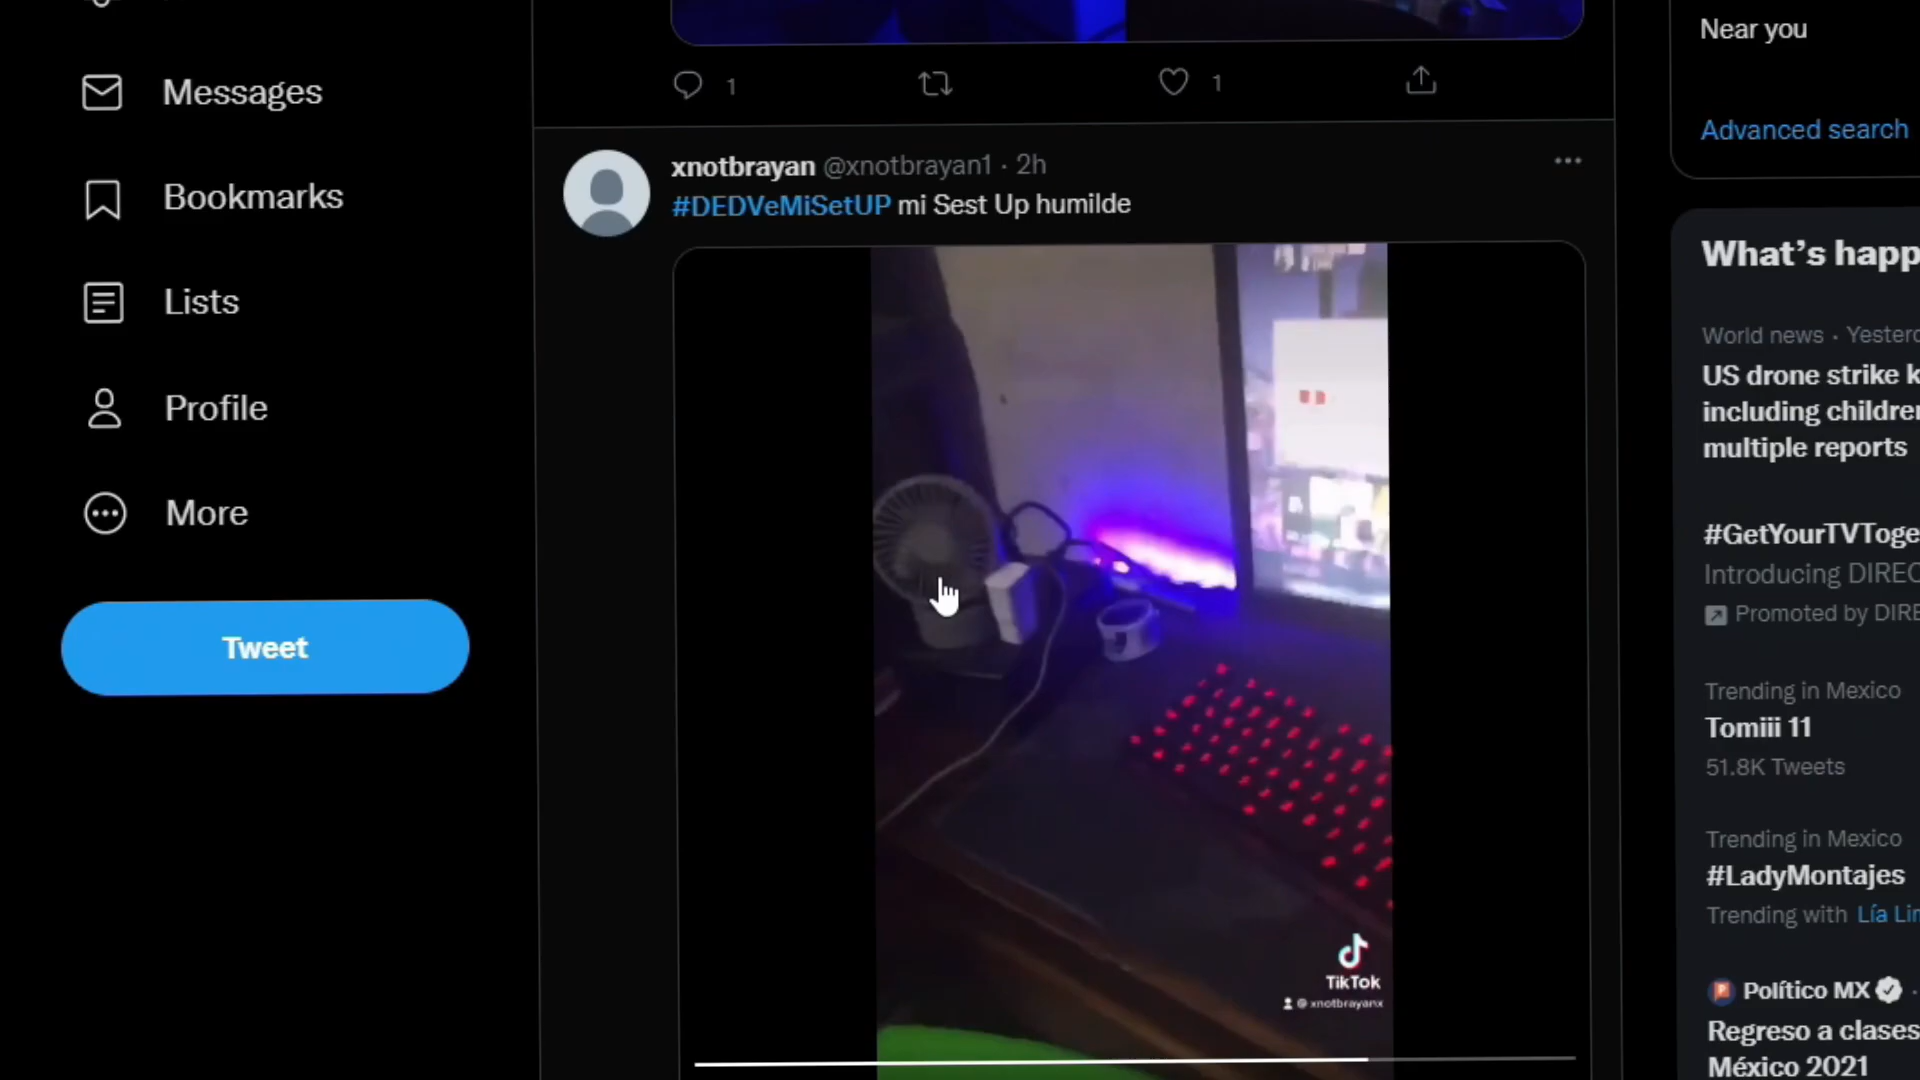 Messages
Bookmarks
Lists
Profile
More
Tweet
1
1
xnotbrayan @xnotbrayan1 · 2h
#DEDVeMiSetUP mi Sest Up humilde
TikTok
@xnotbrayanx
Near you
Advanced search
What's happ
World news · Yesterd
US drone strike k
including childre
multiple reports
#GetYourTVToge
Introducing DIREC
Promoted by DIRE
Trending in Mexico
Tomiii 11
51.8K Tweets
Trending in Mexico
#LadyMontajes
Trending with Lía Lim
Político MX ·
Regreso a clases
México 2021